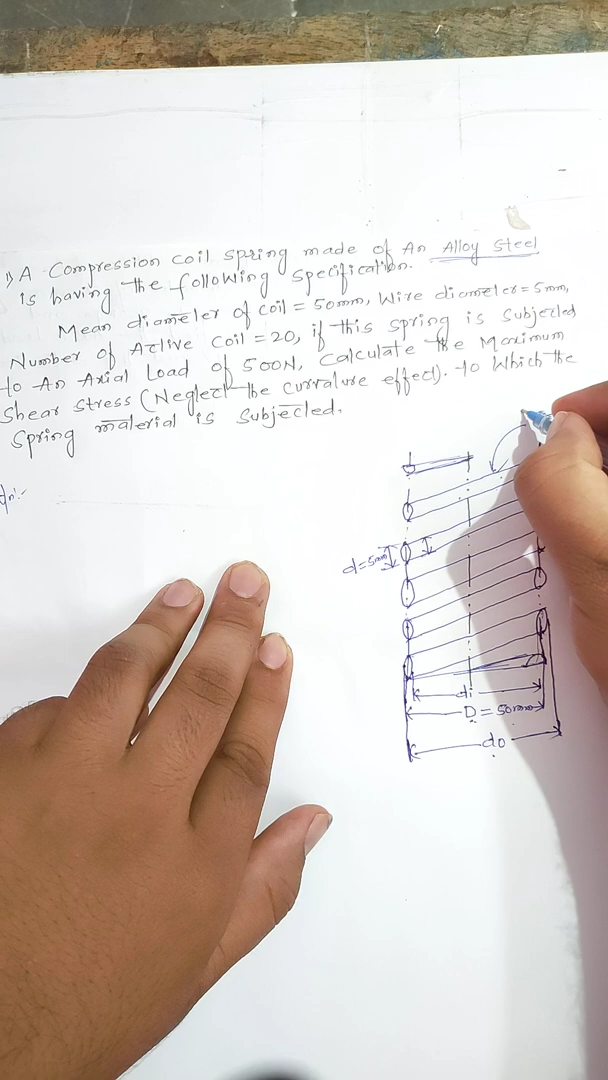 1) A Compression coil spring made of An Alloy Steel
is having the following specification.
Mean diameter of coil = 50mm, Wire diameter = 5mm,
Number of Active Coil = 20, if this spring is Subjected
to An Axial Load of 500N, Calculate the Maximum
Shear Stress (Neglect the Curvature effect). to Which the
Spring material is Subjected.
d=5mm
di
D = 50mm
do